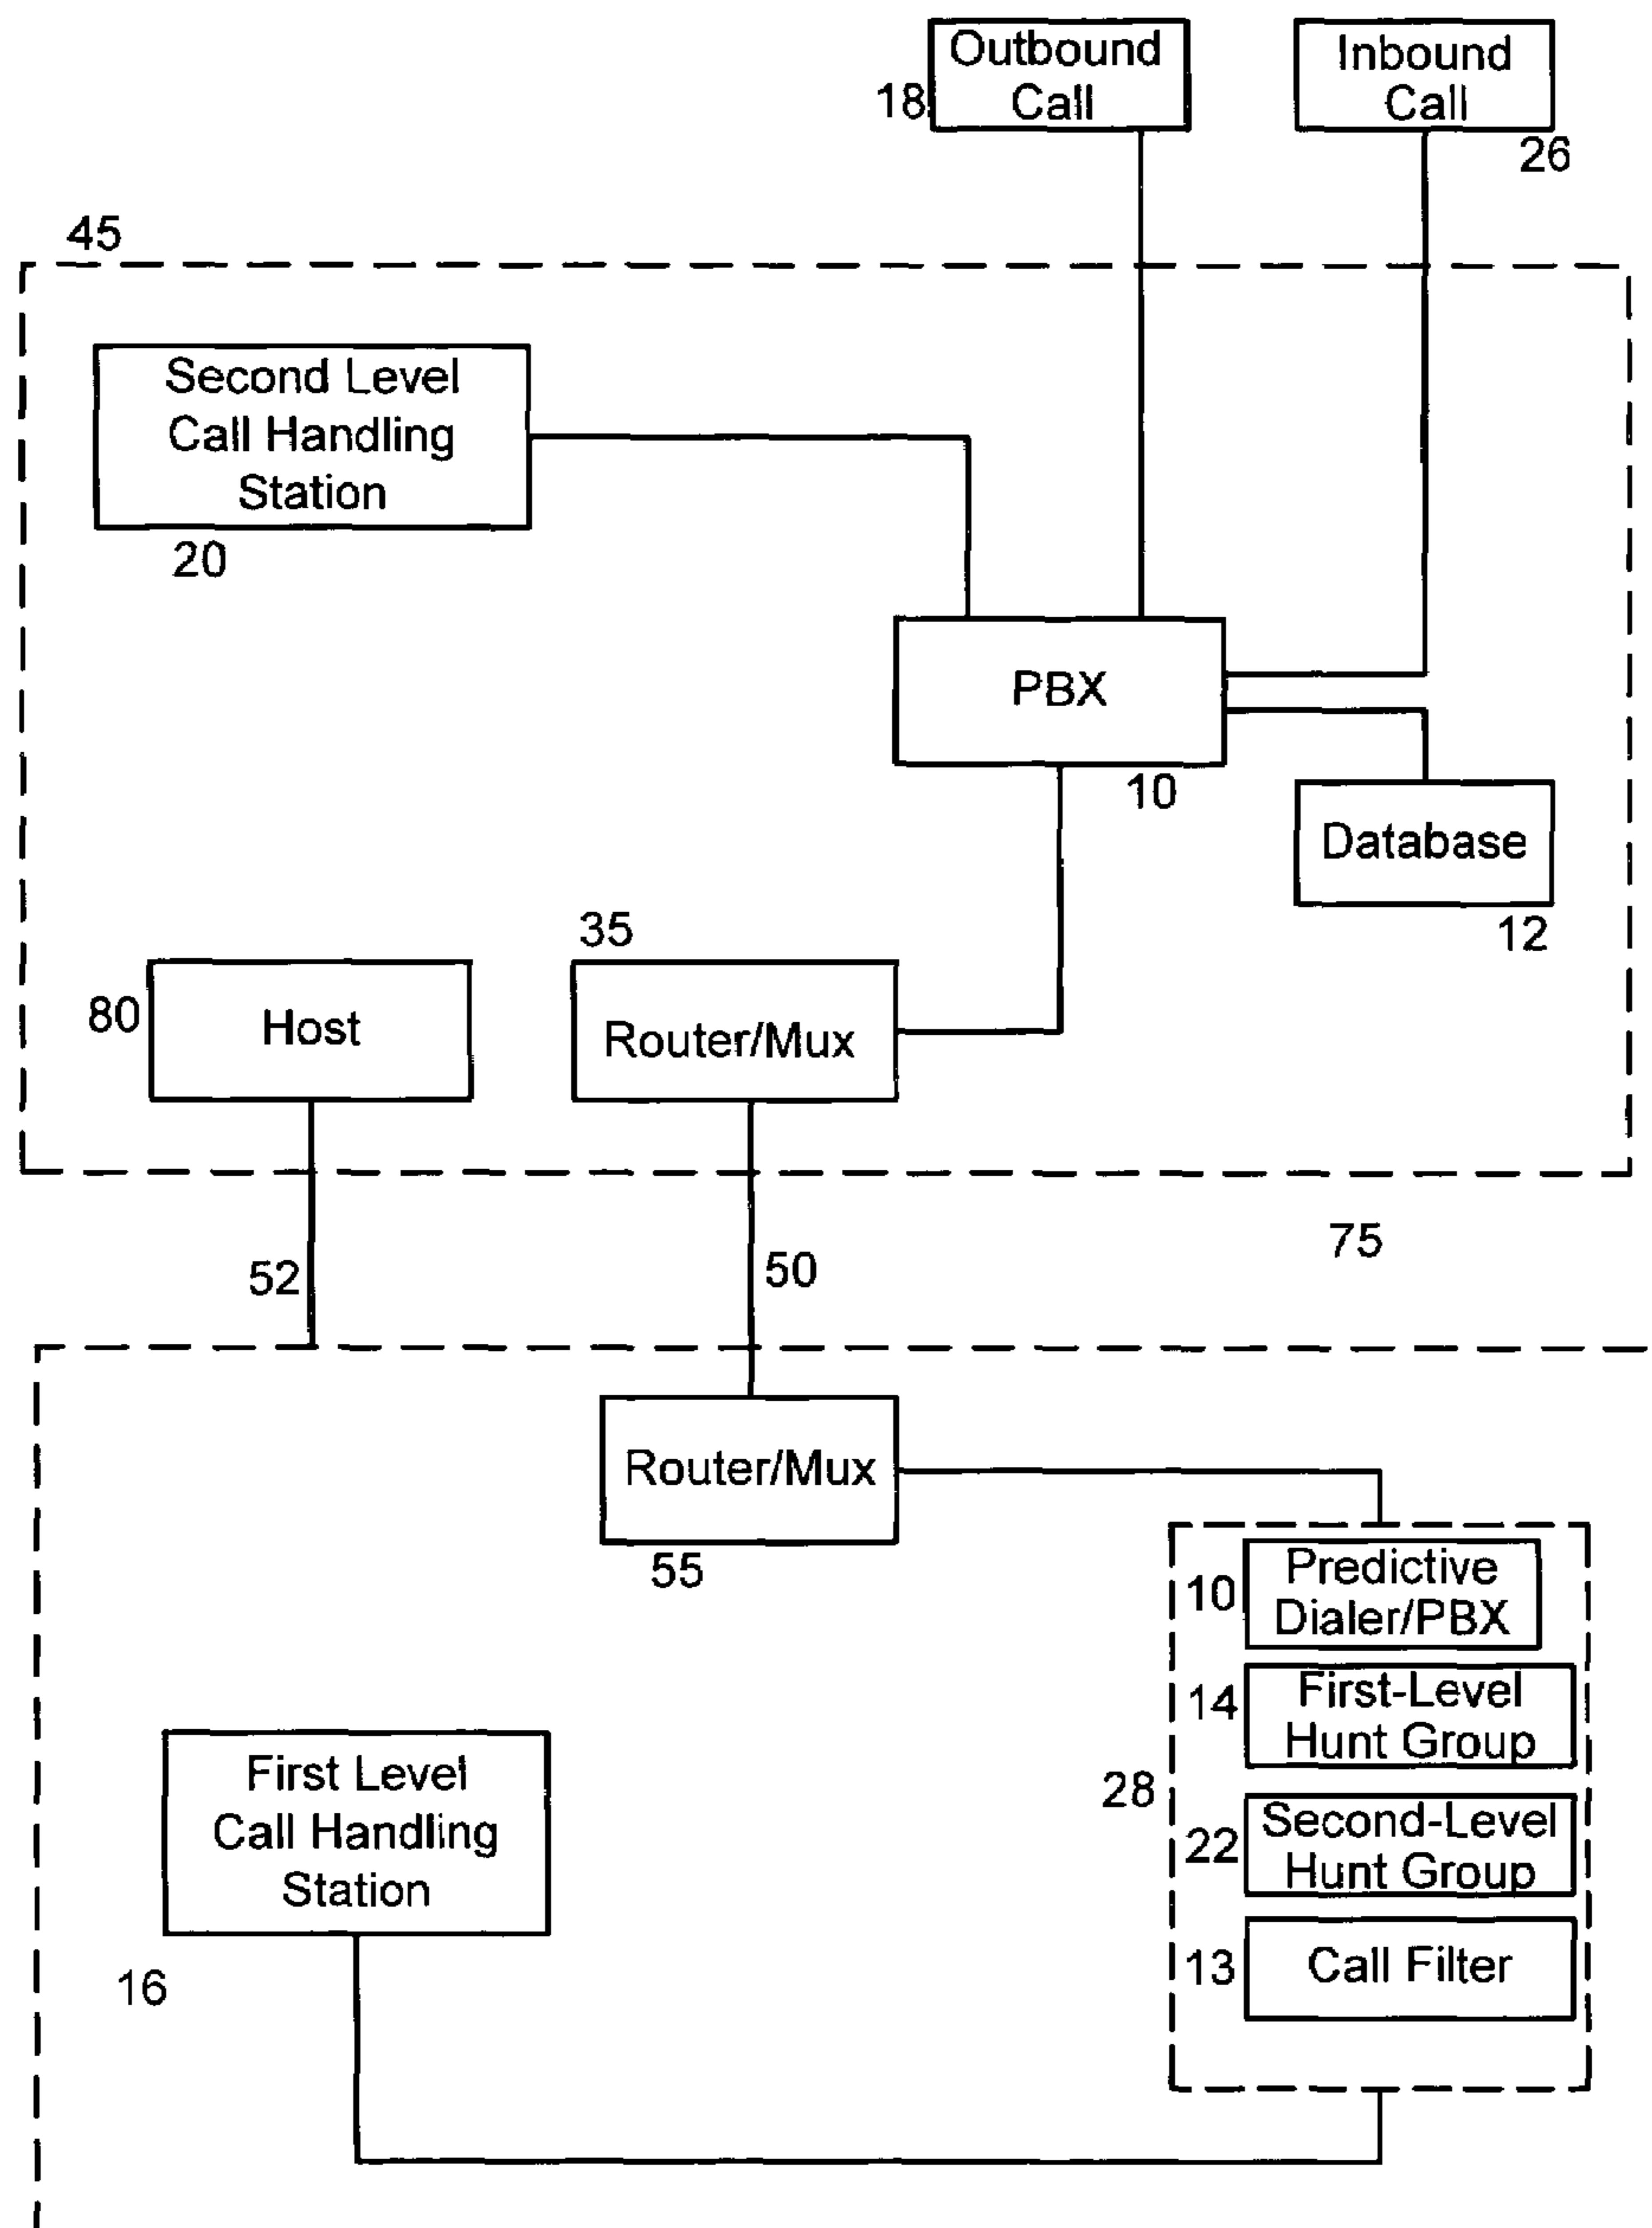 Outbound
Call
18
Inbound
Call
26
45
Second Level
Call Handling
Station
20
PBX
10
Database
12
35
80
Host
Router/Mux
75
52
50
Router/Mux
55
10
Predictive
Dialer/PBX
14
First-Level
Hunt Group
28
22
Second-Level
Hunt Group
13
Call Filter
First Level
Call Handling
Station
16